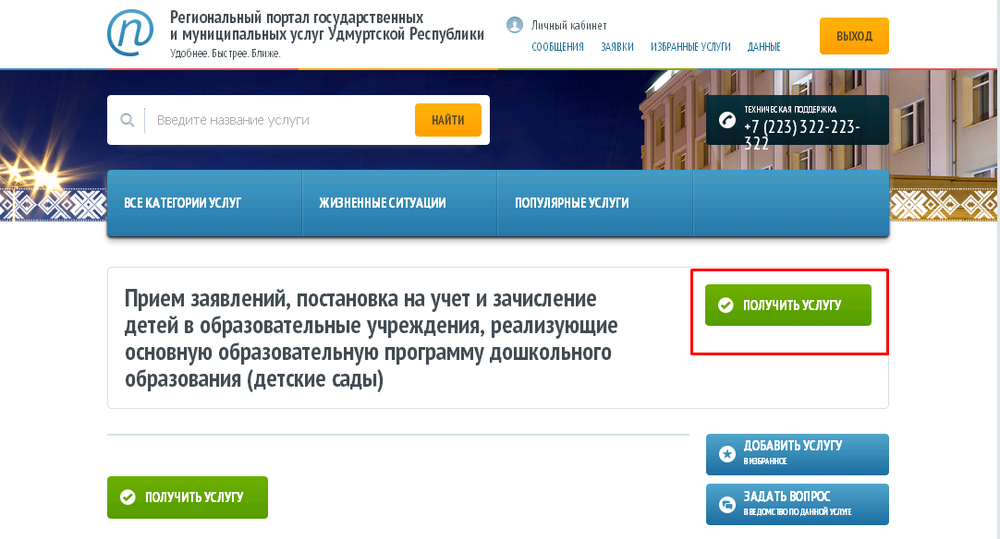 Региональный портал государственных
и муниципальных услуг Удмуртской Республики
Удобнее. Быстрее. Ближе.
Личный кабинет
СООБЩЕНИЯ ЗАЯВКИ ИЗБРАННЫЕ УСЛУГИ ДАННЫЕ
ВЫХОД
Введите название услуги
НАЙТИ
ТЕХНИЧЕСКАЯ ПОДДЕРЖКА
+7 (223) 322-223-
322
ВСЕ КАТЕГОРИИ УСЛУГ ЖИЗНЕННЫЕ СИТУАЦИИ ПОПУЛЯРНЫЕ УСЛУГИ
Прием заявлений, постановка на учет и зачисление
детей в образовательные учреждения, реализующие
основную образовательную программу дошкольного
образования (детские сады)
ПОЛУЧИТЬ УСЛУГУ
ПОЛУЧИТЬ УСЛУГУ
ДОБАВИТЬ УСЛУГУ
В ИЗБРАННОЕ
ЗАДАТЬ ВОПРОС
В ВЕДОМСТВО ПО ДАННОЙ УСЛУГЕ